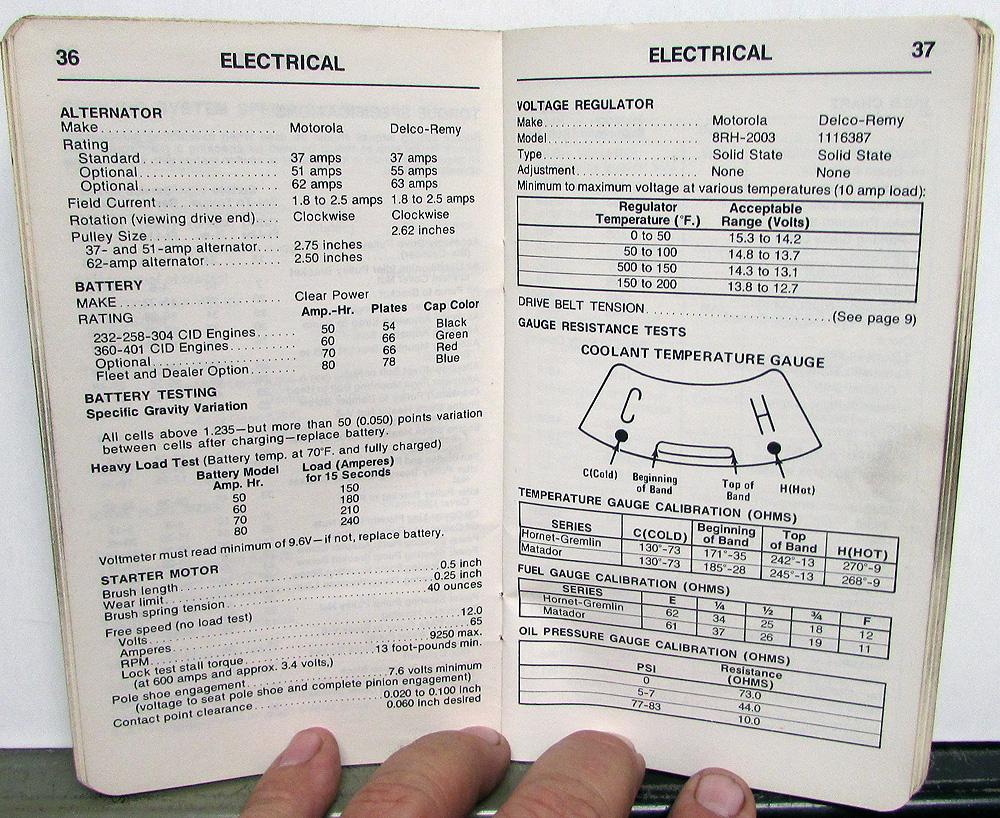 36
ELECTRICAL
ALTERNATOR
Make Motorola Delco-Remy
Rating
Standard 37 amps 37 amps
Optional 51 amps 55 amps
Optional 62 amps 63 amps
Field Current 1.8 to 2.5 amps 1.8 to 2.5 amps
Rotation (viewing drive end) Clockwise Clockwise
Pulley Size 2.62 inches
37- and 51-amp alternator 2.75 inches
62-amp alternator 2.50 inches
BATTERY
MAKE Clear Power
RATING Amp.-Hr. Plates Cap Color
232-258-304 CID Engines 50 54 Black
360-401 CID Engines 60 66 Green
Optional 70 66 Red
Fleet and Dealer Option 80 78 Blue
BATTERY TESTING
Specific Gravity Variation
All cells above 1.235—but more than 50 (0.050) points variation
between cells after charging—replace battery.
Heavy Load Test (Battery temp. at 70°F. and fully charged)
Battery Model Load (Amperes)
Amp. Hr. for 15 Seconds
50 150
60 180
70 210
80 240
Voltmeter must read minimum of 9.6V—if not, replace battery.
STARTER MOTOR
Brush length 0.5 inch
Wear limit 0.25 inch
Brush spring tension 40 ounces
Free speed (no load test)
Volts 12.0
Amperes 65
RPM 9250 max.
Lock test stall torque 13 foot-pounds min.
(at 600 amps and approx. 3.4 volts,)
Pole shoe engagement 7.6 volts minimum
(voltage to seat pole shoe and complete pinion engagement)
Contact point clearance 0.020 to 0.100 inch
0.060 inch desired
ELECTRICAL
37
VOLTAGE REGULATOR
Make Motorola Delco-Remy
Model 8RH-2003 1116387
Type Solid State Solid State
Adjustment None None
Minimum to maximum voltage at various temperatures (10 amp load):
Regulator Acceptable
Temperature (°F.) Range (Volts)
0 to 50 15.3 to 14.2
50 to 100 14.8 to 13.7
500 to 150 14.3 to 13.1
150 to 200 13.8 to 12.7
DRIVE BELT TENSION (See page 9)
GAUGE RESISTANCE TESTS
COOLANT TEMPERATURE GAUGE
C H
C(Cold) Beginning of Band Top of Band H(Hot)
TEMPERATURE GAUGE CALIBRATION (OHMS)
SERIES C(COLD) Beginning of Band Top of Band H(HOT)
Hornet-Gremlin 130°-73 171°-35 242°-13 270°-9
Matador 130°-73 185°-28 245°-13 268°-9
FUEL GAUGE CALIBRATION (OHMS)
SERIES E ¼ ½ ¾ F
Hornet-Gremlin 62 34 25 18 12
Matador 61 37 26 19 11
OIL PRESSURE GAUGE CALIBRATION (OHMS)
PSI Resistance
(OHMS)
0 73.0
5-7 44.0
77-83 10.0